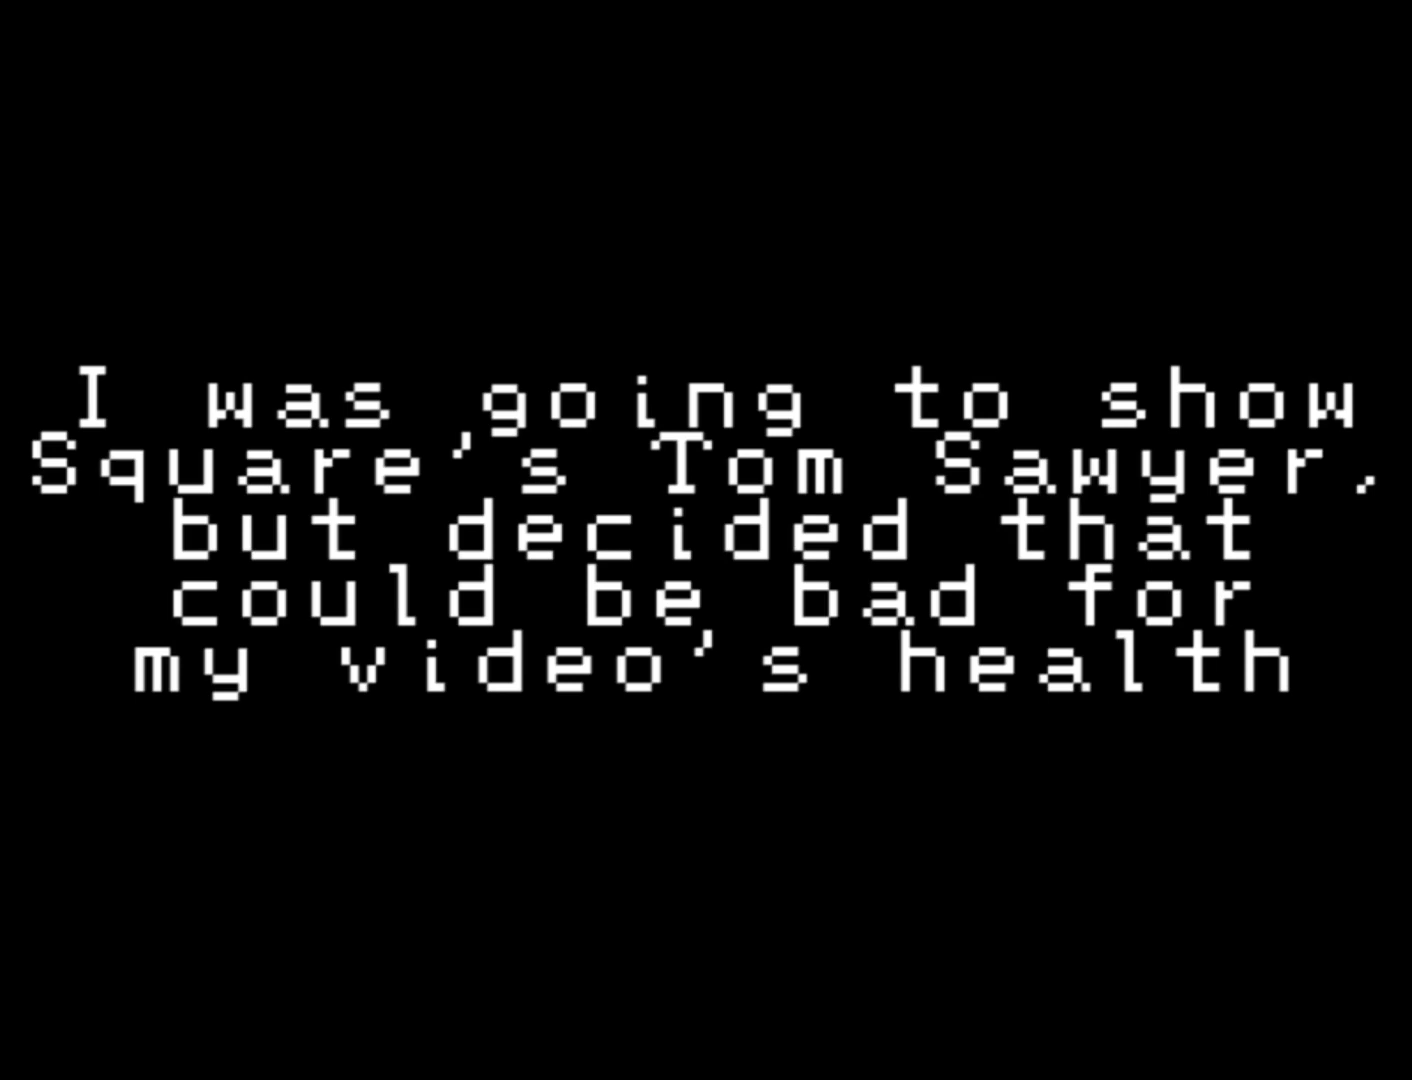 I was going to show
Square's Tom Sawyer,
but decided that
could be bad for
my video's health